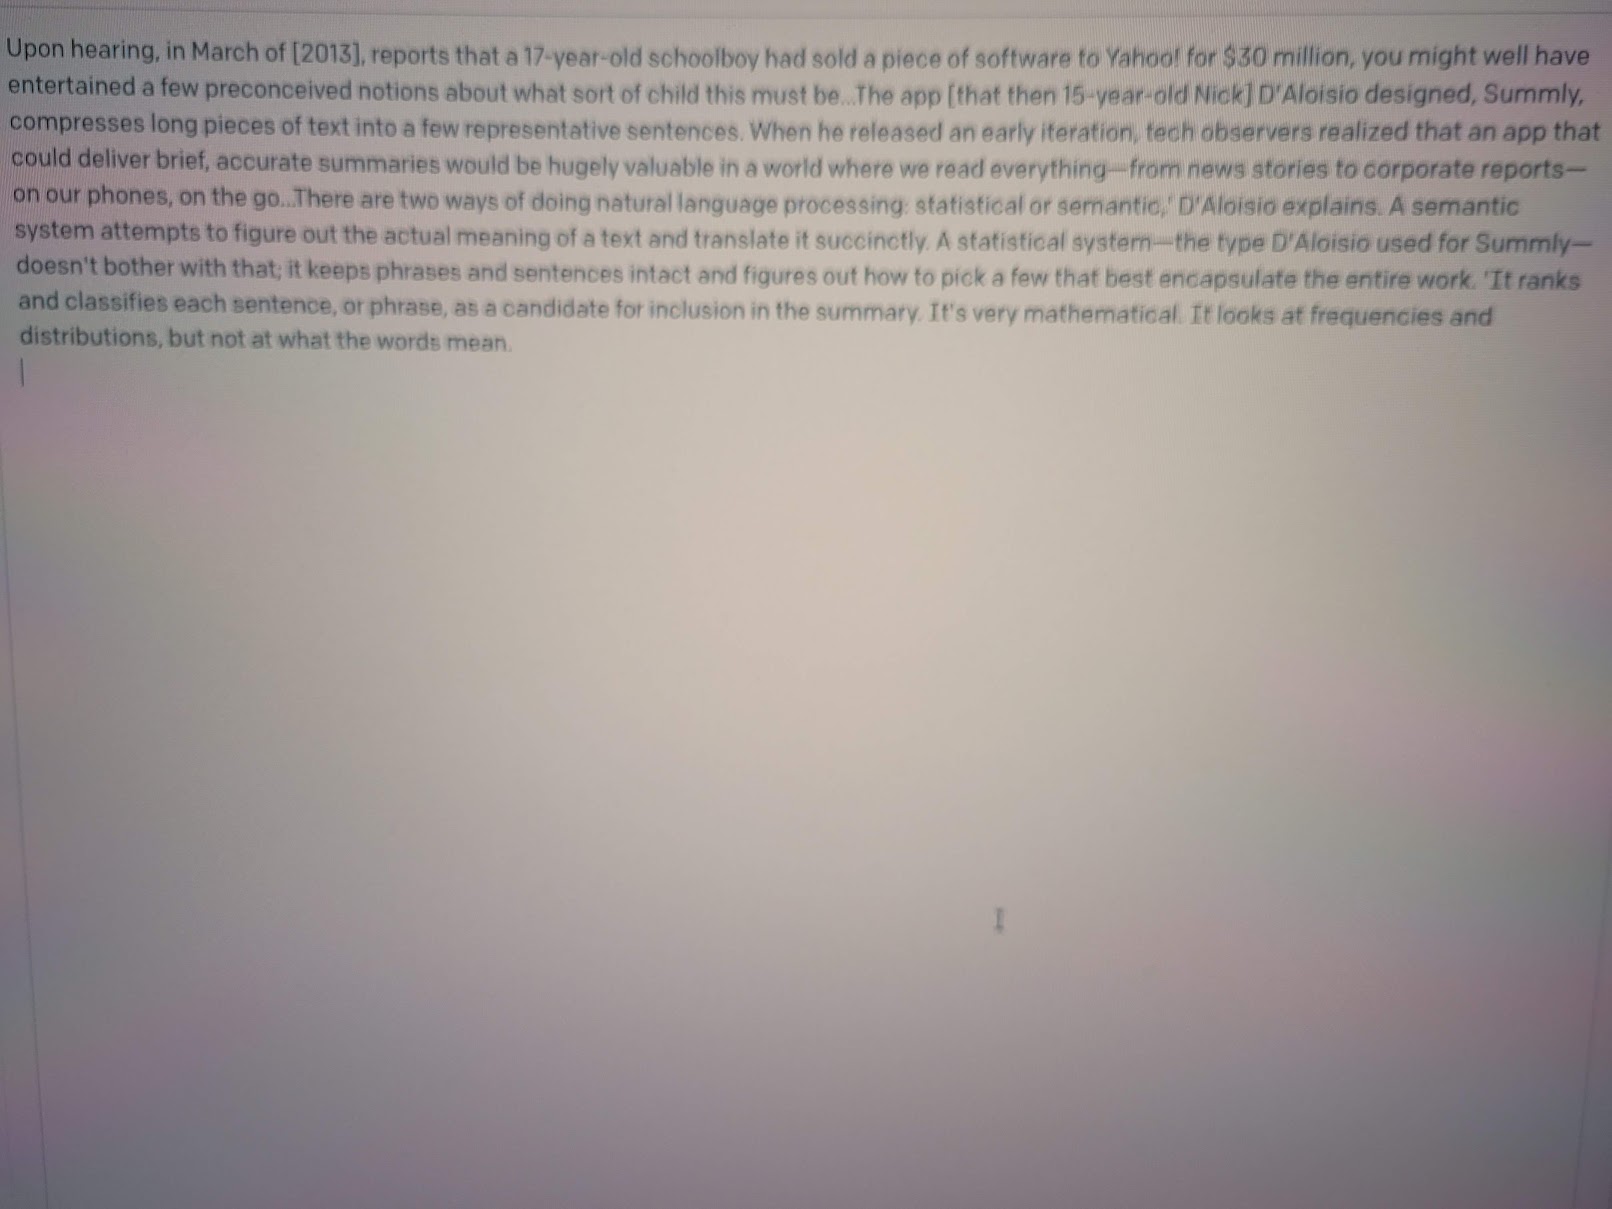 Upon hearing, in March of [2013], reports that a 17-year-old schoolboy had sold a piece of software to Yahoo! for $30 million, you might well have
entertained a few preconceived notions about what sort of child this must be...The app [that then 15-year-old Nick] D'Aloisio designed, Summly,
compresses long pieces of text into a few representative sentences. When he released an early iteration, tech observers realized that an app that
could deliver brief, accurate summaries would be hugely valuable in a world where we read everything—from news stories to corporate reports—
on our phones, on the go...There are two ways of doing natural language processing: statistical or semantic,' D'Aloisio explains. A semantic
system attempts to figure out the actual meaning of a text and translate it succinctly. A statistical system—the type D'Aloisio used for Summly—
doesn't bother with that; it keeps phrases and sentences intact and figures out how to pick a few that best encapsulate the entire work. 'It ranks
and classifies each sentence, or phrase, as a candidate for inclusion in the summary. It's very mathematical. It looks at frequencies and
distributions, but not at what the words mean.